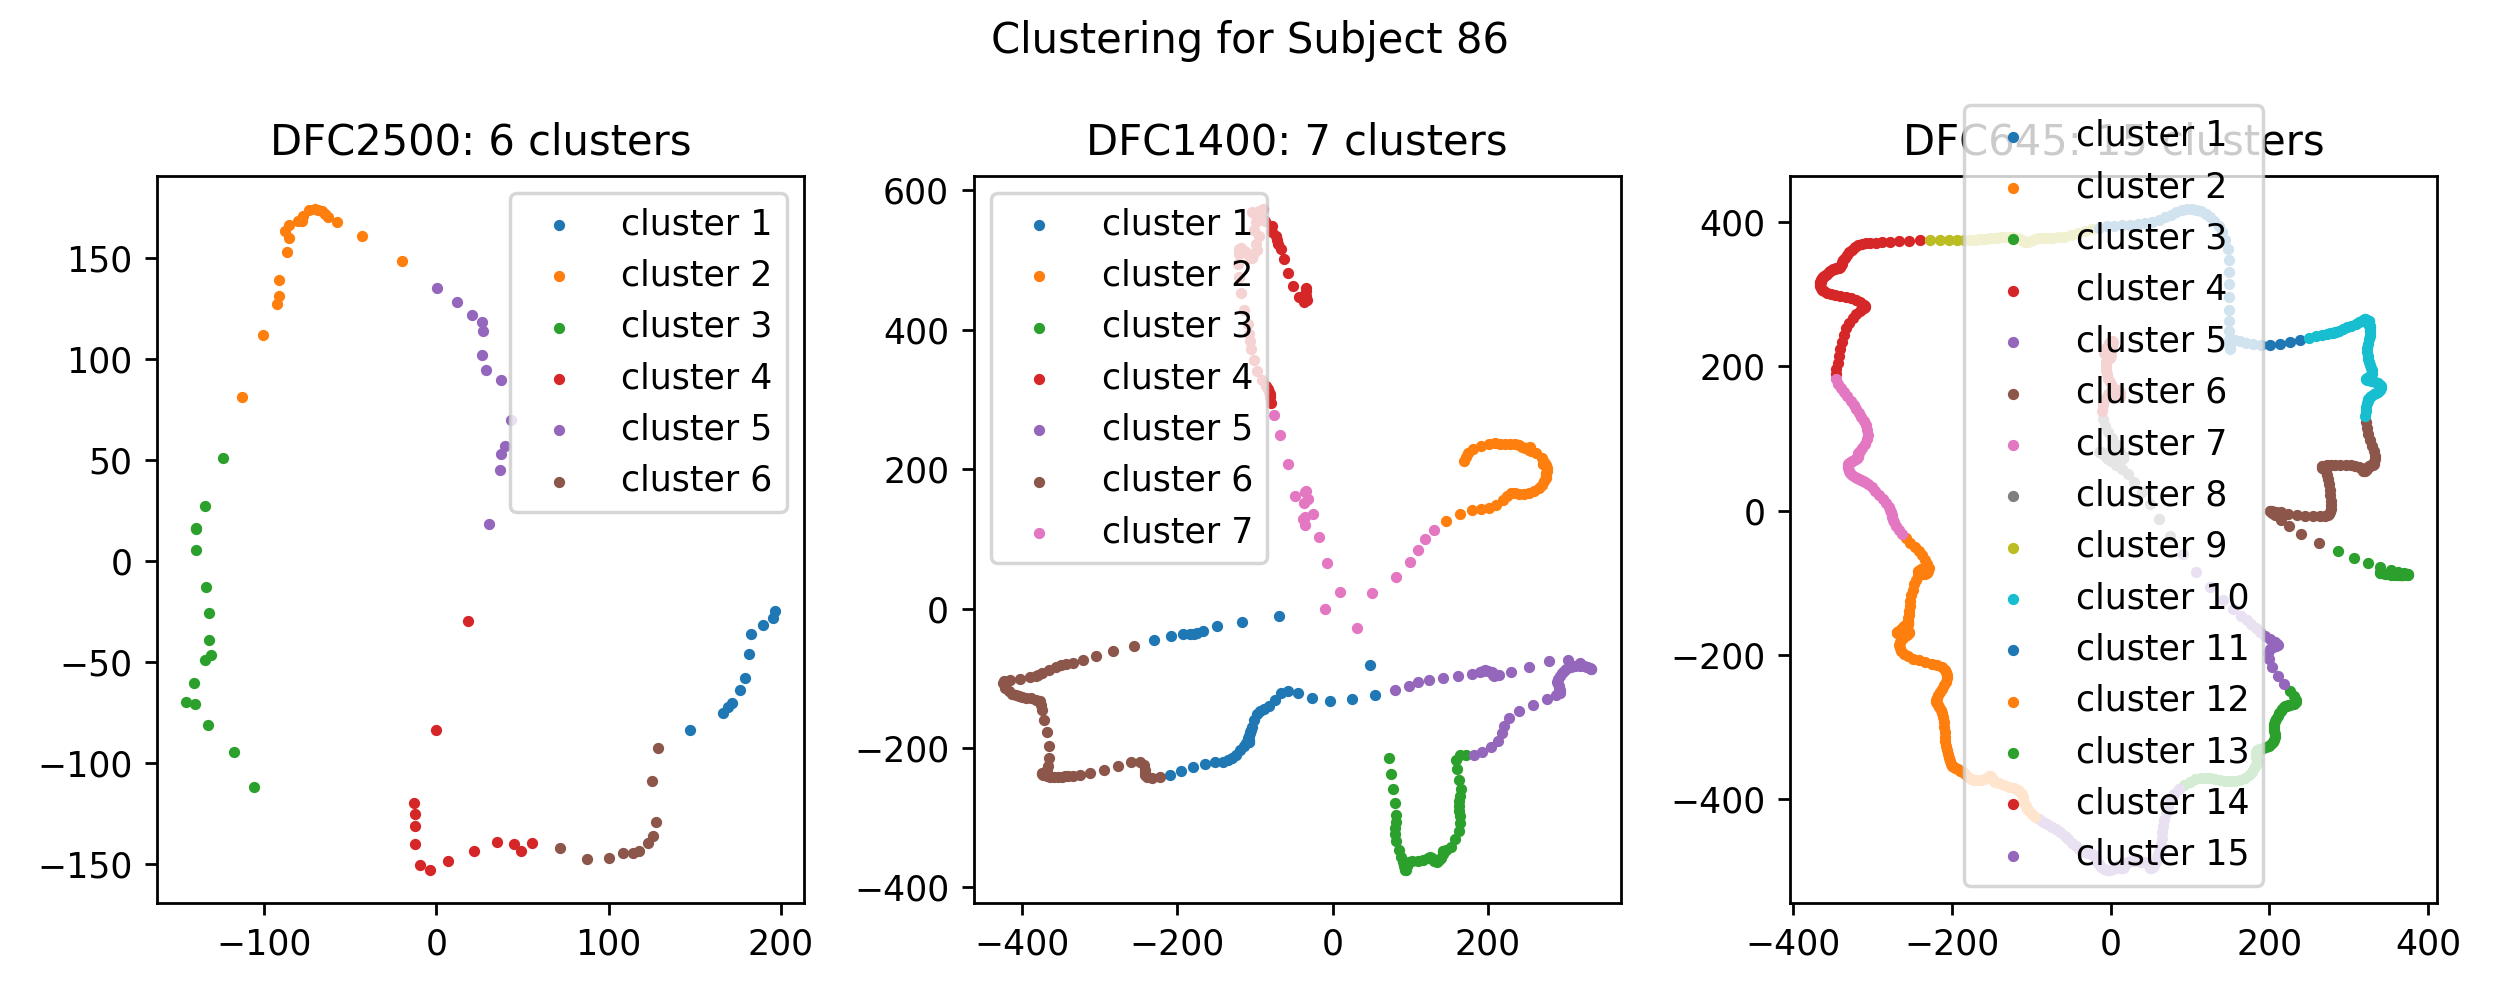 Clustering for Subject 86
DFC2500: 6 clusters
150
100
50
0
−50
−100
−150
−100
0
100
200
cluster 1
cluster 2
cluster 3
cluster 4
cluster 5
cluster 6
DFC1400: 7 clusters
600
400
200
0
−200
−400
−400
−200
0
200
cluster 1
cluster 2
cluster 3
cluster 4
cluster 5
cluster 6
cluster 7
DFC645: 15 clusters
400
200
0
−200
−400
−400
−200
0
200
400
cluster 1
cluster 2
cluster 3
cluster 4
cluster 5
cluster 6
cluster 7
cluster 8
cluster 9
cluster 10
cluster 11
cluster 12
cluster 13
cluster 14
cluster 15